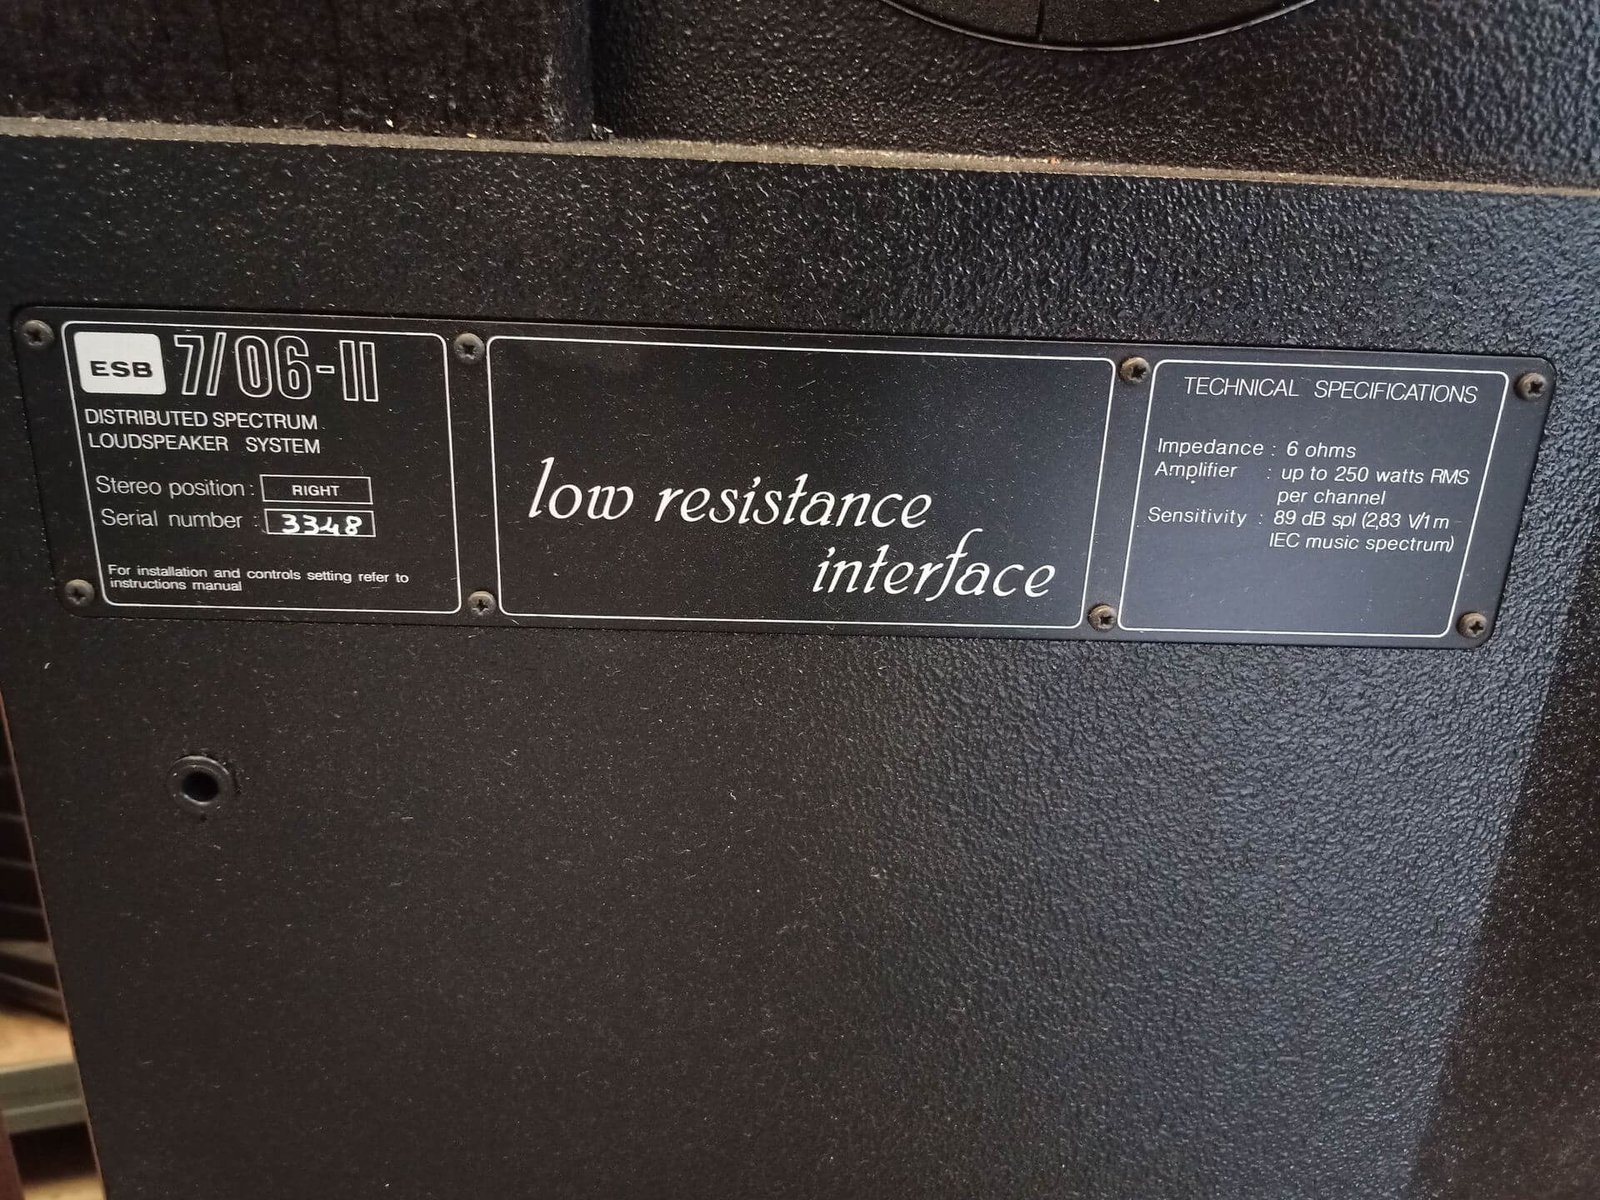 ESB 7/06-II
DISTRIBUTED SPECTRUM
LOUDSPEAKER SYSTEM
Stereo position : RIGHT
Serial number : 3348
For installation and controls setting refer to
instructions manual
low resistance
interface
TECHNICAL SPECIFICATIONS
Impedance : 6 ohms
Amplifier : up to 250 watts RMS
per channel
Sensitivity : 89 dB spl (2,83 V/1m
IEC music spectrum)